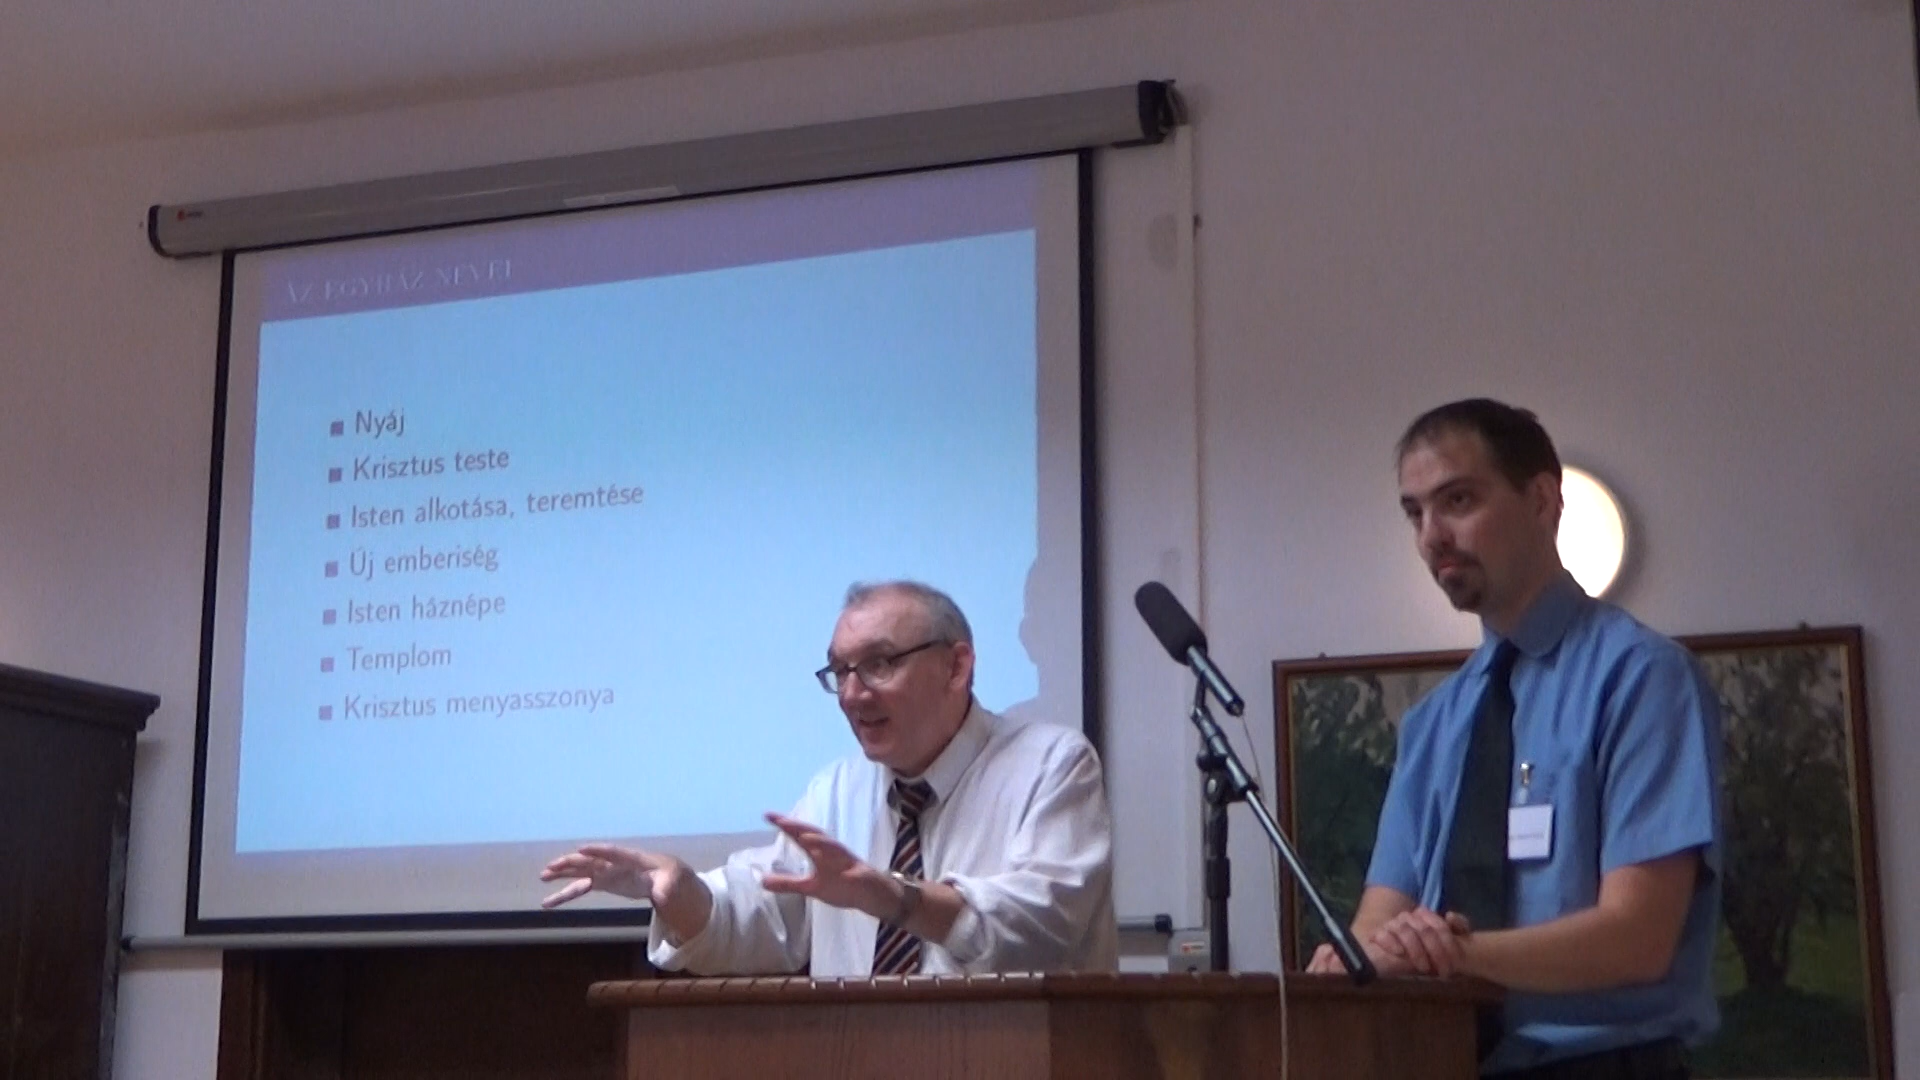 Az egyház nevei
Nyáj
Krisztus teste
Isten alkotása, teremtése
Új emberiség
Isten háznépe
Templom
Krisztus menyasszonya